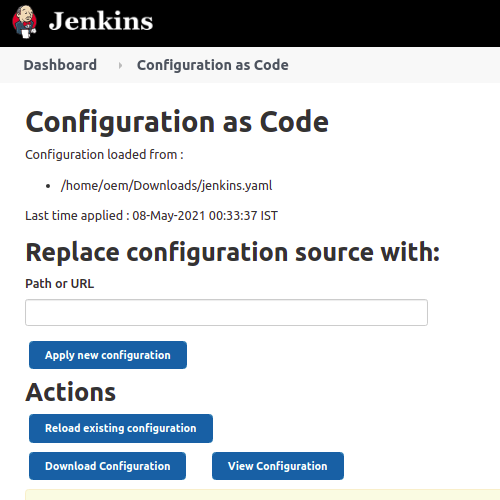 Jenkins
Dashboard › Configuration as Code
Configuration as Code
Configuration loaded from :
• /home/oem/Downloads/jenkins.yaml
Last time applied : 08-May-2021 00:33:37 IST
Replace configuration source with:
Path or URL
Apply new configuration
Actions
Reload existing configuration
Download Configuration View Configuration